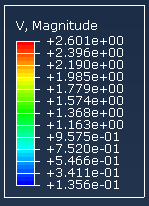 V, Magnitude
+2.601e+00
+2.396e+00
+2.190e+00
+1.985e+00
+1.779e+00
+1.574e+00
+1.368e+00
+1.163e+00
+9.575e-01
+7.520e-01
+5.466e-01
+3.411e-01
+1.356e-01